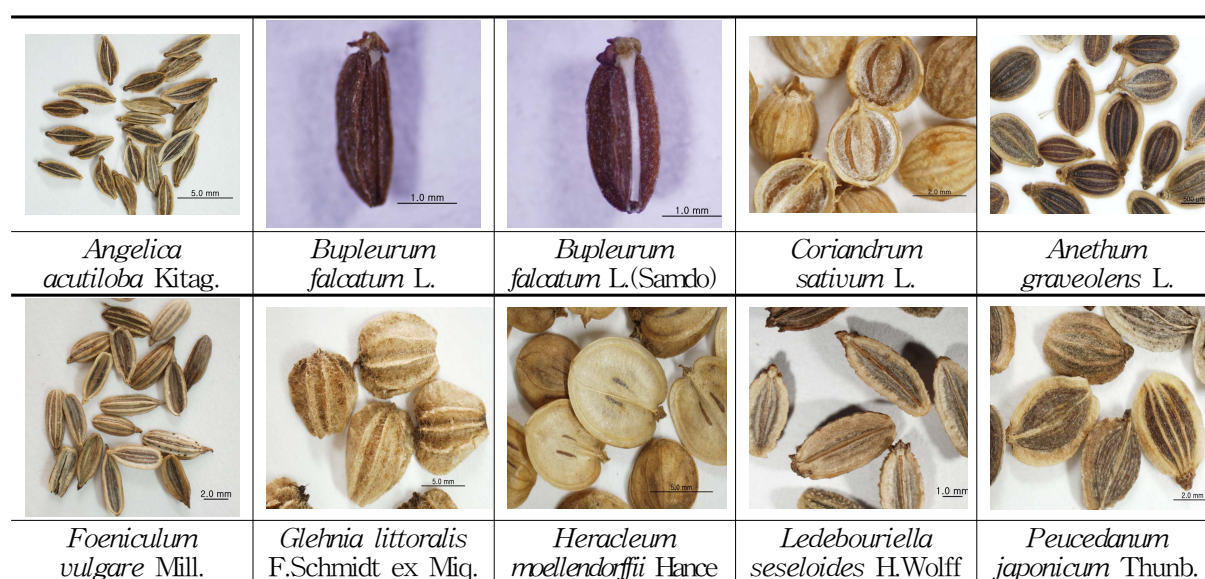 5.0 mm
1.0 mm
1.0 mm
2.0 mm
500 μm
Angelica
acutiloba Kitag.
Bupleurum
falcatum L.
Bupleurum
falcatum L.(Samdo)
Coriandrum
sativum L.
Anethum
graveolens L.
2.0 mm
5.0 mm
5.0 mm
1.0 mm
2.0 mm
Foeniculum
vulgare Mill.
Glehnia littoralis
F.Schmidt ex Miq.
Heracleum
moellendorffii Hance
Ledebouriella
seseloides H.Wolff
Peucedanum
japonicum Thunb.